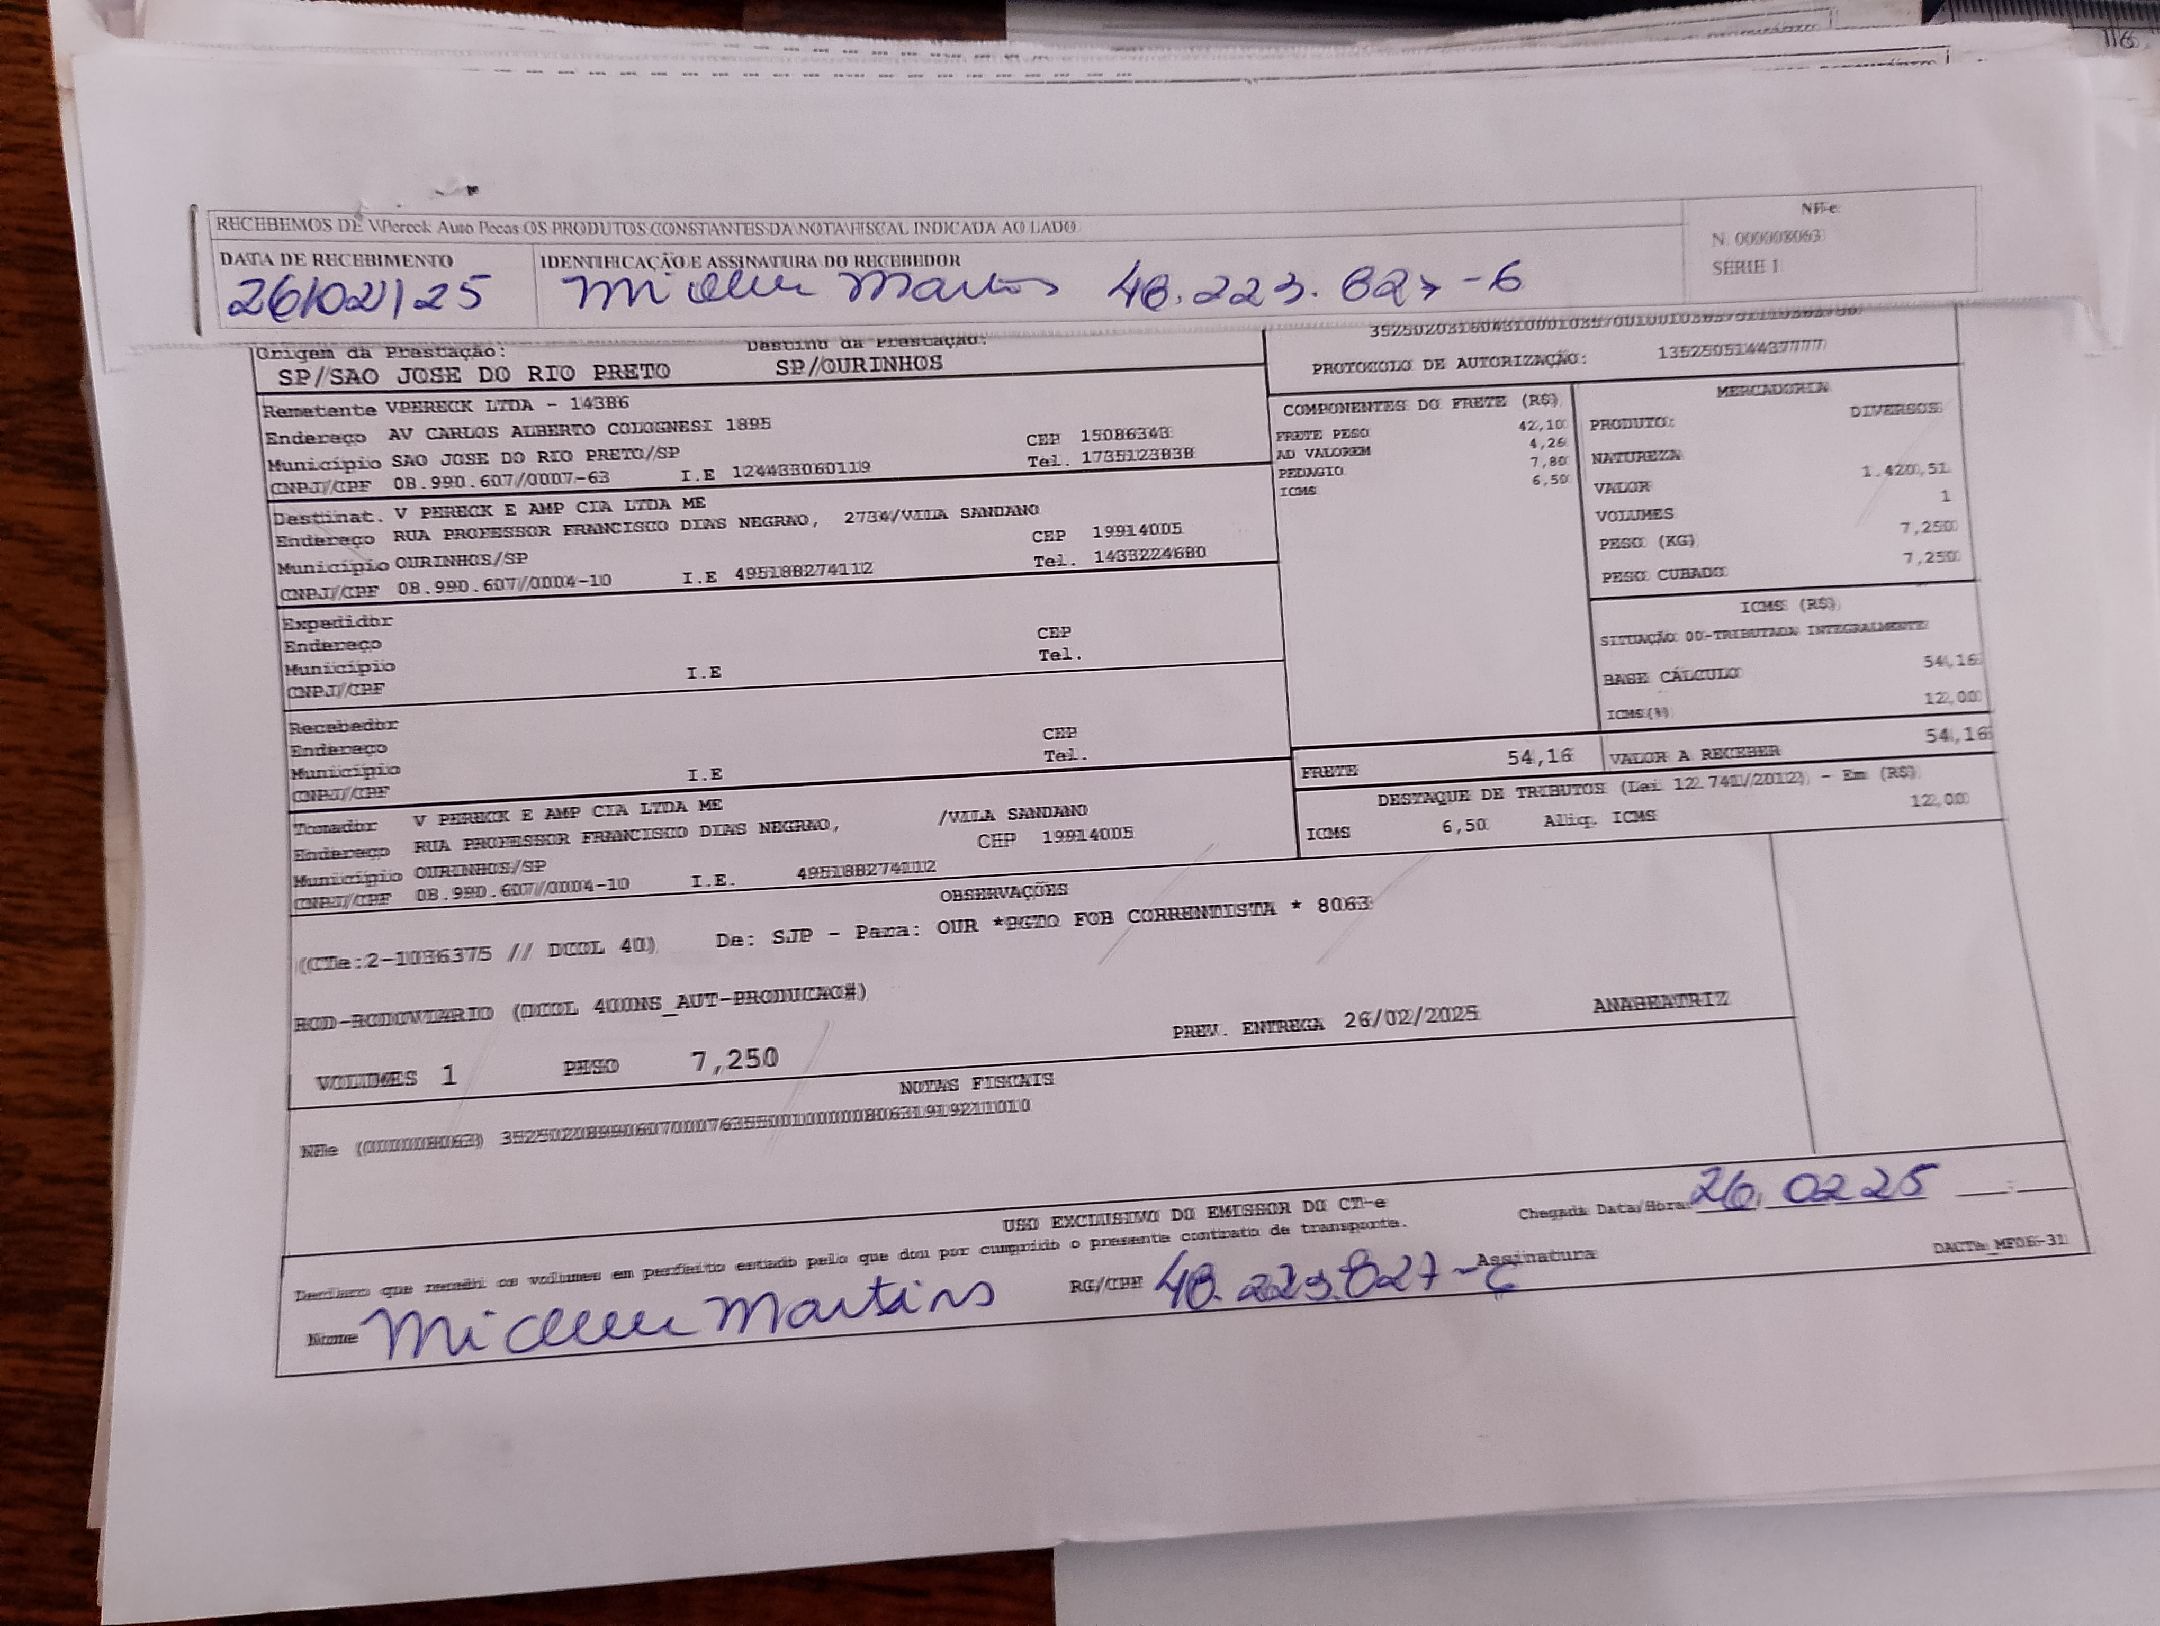 RECEBEMOS DE VPereck Auto Pecas OS PRODUTOS CONSTANTES DA NOTA FISCAL INDICADA AO LADO
NF-e
N. 000008063
SERIE 1
DATA DE RECEBIMENTO
26/02/25
IDENTIFICAÇÃO E ASSINATURA DO RECEBEDOR
Martins 48.223.827-6
Origem da Prestação:
SP/SAO JOSE DO RIO PRETO
Destino da Prestação:
SP/OURINHOS
PROTOCOLO DE AUTORIZAÇÃO: 135250514437777
Remetente VPERECK LTDA - 14386
Endereço AV CARLOS ALBERTO COLOGNESI 1895
Município SAO JOSE DO RIO PRETO/SP CEP 15086343
CNPJ/CPF 08.990.607/0007-63 I.E 124433060119 Tel. 1735123838
Destinat. V PERECK E AMP CIA LTDA ME
Endereço RUA PROFESSOR FRANCISCO DIAS NEGRAO, 2734/VILA SANDANO
Município OURINHOS/SP CEP 19914005
CNPJ/CPF 08.990.607/0004-10 I.E 495188274112 Tel. 1433224680
Expedidor
Endereço CEP
Município Tel.
CNPJ/CPF I.E
Recebedor
Endereço CEP
Município Tel.
CNPJ/CPF I.E
Tomador V PERECK E AMP CIA LTDA ME
Endereço RUA PROFESSOR FRANCISCO DIAS NEGRAO, /VILA SANDANO
Município OURINHOS/SP CEP 19914005
CNPJ/CPF 08.990.607/0004-10 I.E. 495188274112
COMPONENTES DO FRETE (R$)
FRETE PESO 42,10
AD VALOREM 4,26
PEDAGIO 7,80
ICMS 6,50
MERCADORIA
PRODUTO: DIVERSOS
NATUREZA
VALOR 1.420,51
VOLUMES 1
PESO (KG) 7,250
PESO CUBADO 7,250
ICMS (R$)
SITUAÇÃO 00-TRIBUTADA INTEGRALMENTE
BASE CÁLCULO 54,16
ICMS(%) 12,00
FRETE 54,16 VALOR A RECEBER 54,16
DESTAQUE DE TRIBUTOS (Lei 12.741/2012) - Em (R$)
ICMS 6,50 Aliq. ICMS 12,00
OBSERVAÇÕES
(CTe:2-1036375 // DCOL 40) De: SJP - Para: OUR *PGTO FOB CORRENTISTA * 8063
ROD-RODOVIARIO (DCOL 400NS_AUT-PRODUCAO#)
PREV. ENTREGA 26/02/2025 ANABEATRIZ
VOLUMES 1 PESO 7,250
NOTAS FISCAIS
NFe (000008063) 35250208990607000763550010000080631919211010
USO EXCLUSIVO DO EMISSOR DO CT-e
Declaro que recebi os volumes em perfeito estado pelo que dou por cumprido o presente contrato de transporte.
Chegada Data/Hora: 26 02 25
Nome Martins RG/CPF 48.223.827-6 Assinatura
DACTe_MF06-31